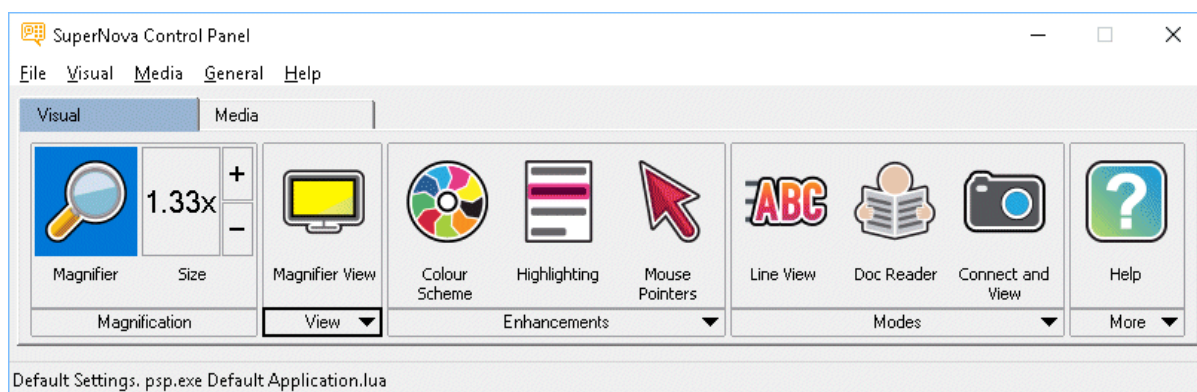 SuperNova Control Panel
File Visual Media General Help
Visual Media
1.33x + −
ABC
?
Magnifier Size Magnifier View Colour Scheme Highlighting Mouse Pointers Line View Doc Reader Connect and View Help
Magnification View Enhancements Modes More
Default Settings. psp.exe Default Application.lua